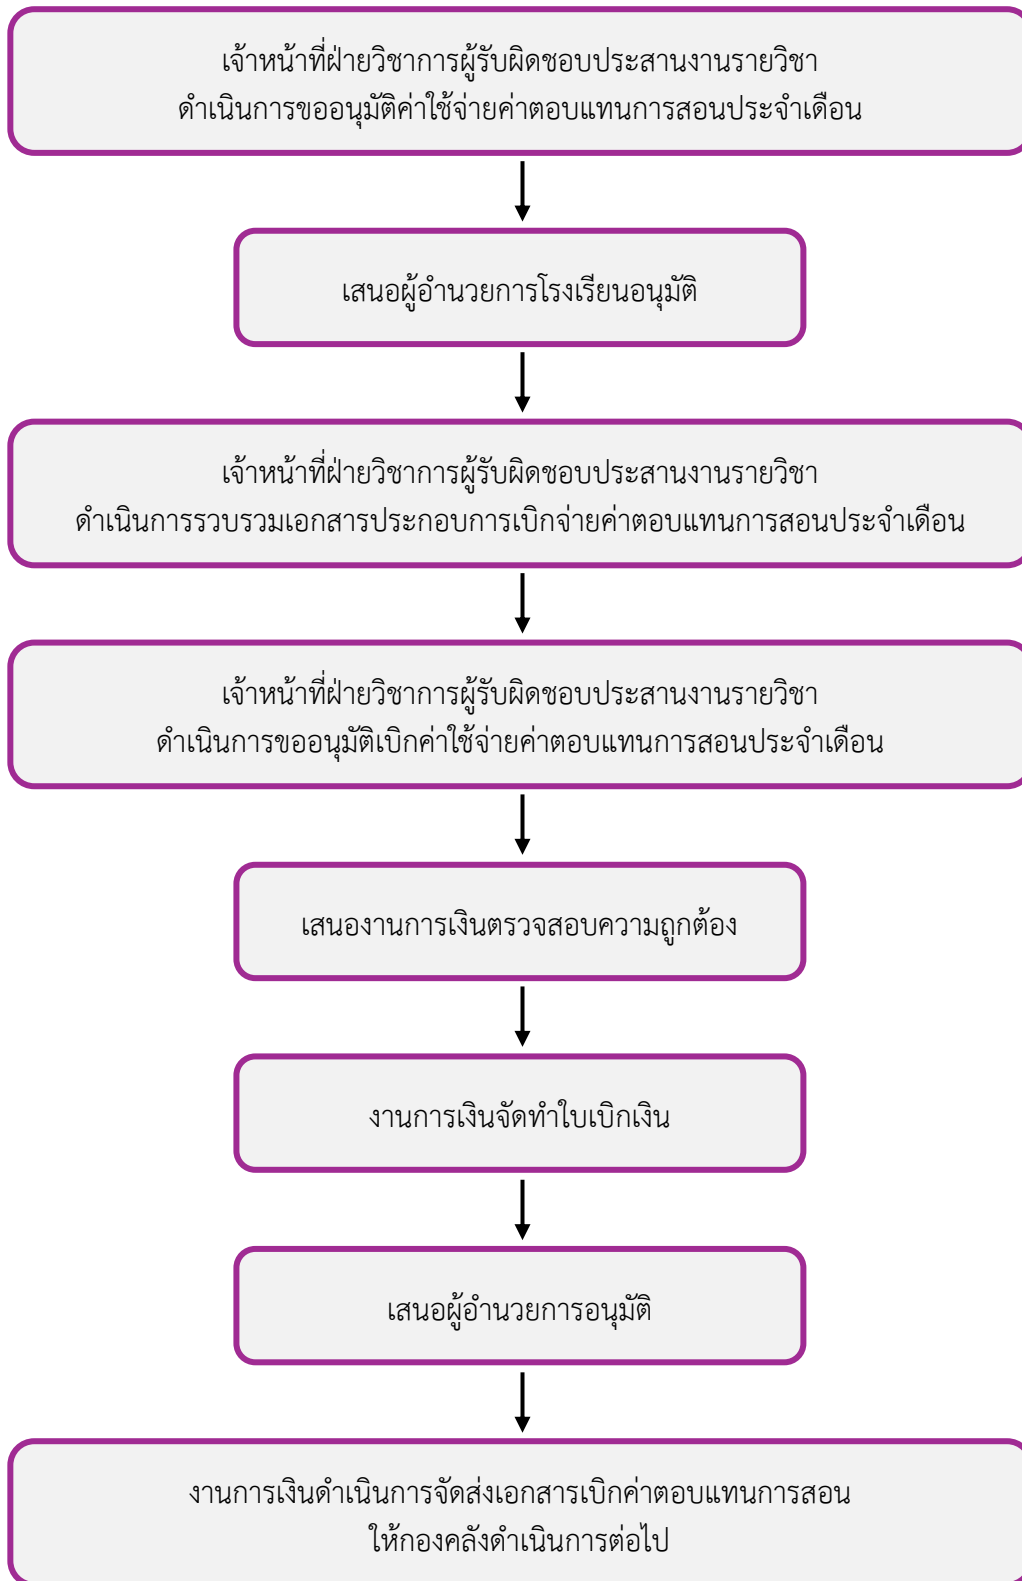 เจ้าหน้าที่ฝ่ายวิชาการผู้รับผิดชอบประสานงานรายวิชา
ดำเนินการขออนุมัติค่าใช้จ่ายค่าตอบแทนการสอนประจำเดือน
เสนอผู้อำนวยการโรงเรียนอนุมัติ
เจ้าหน้าที่ฝ่ายวิชาการผู้รับผิดชอบประสานงานรายวิชา
ดำเนินการรวบรวมเอกสารประกอบการเบิกจ่ายค่าตอบแทนการสอนประจำเดือน
เจ้าหน้าที่ฝ่ายวิชาการผู้รับผิดชอบประสานงานรายวิชา
ดำเนินการขออนุมัติเบิกค่าใช้จ่ายค่าตอบแทนการสอนประจำเดือน
เสนองานการเงินตรวจสอบความถูกต้อง
งานการเงินจัดทำใบเบิกเงิน
เสนอผู้อำนวยการอนุมัติ
งานการเงินดำเนินการจัดส่งเอกสารเบิกค่าตอบแทนการสอน
ให้กองคลังดำเนินการต่อไป